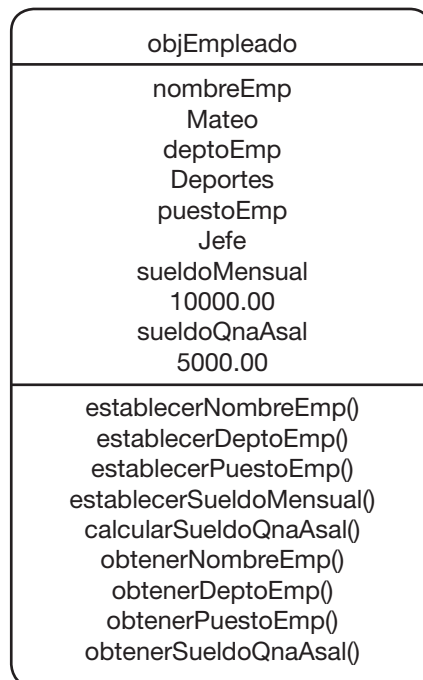 objEmpleado
nombreEmp
Mateo
deptoEmp
Deportes
puestoEmp
Jefe
sueldoMensual
10000.00
sueldoQnaAsal
5000.00
establecerNombreEmp()
establecerDeptoEmp()
establecerPuestoEmp()
establecerSueldoMensual()
calcularSueldoQnaAsal()
obtenerNombreEmp()
obtenerDeptoEmp()
obtenerPuestoEmp()
obtenerSueldoQnaAsal()